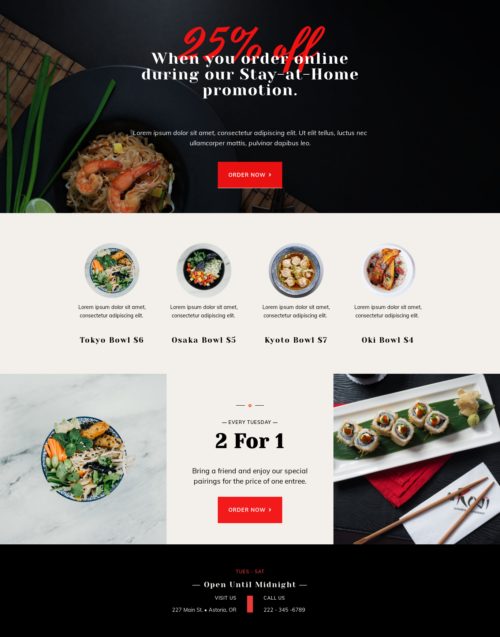 25% off
When you order online
during our Stay-at-Home
promotion.
Lorem ipsum dolor sit amet, consectetur adipiscing elit. Ut elit tellus, luctus nec
ullamcorper mattis, pulvinar dapibus leo.
ORDER NOW >
Lorem ipsum dolor sit amet,
consectetur adipiscing elit.
Tokyo Bowl $6
Lorem ipsum dolor sit amet,
consectetur adipiscing elit.
Osaka Bowl $5
Lorem ipsum dolor sit amet,
consectetur adipiscing elit.
Kyoto Bowl $7
Lorem ipsum dolor sit amet,
consectetur adipiscing elit.
Oki Bowl $4
— EVERY TUESDAY —
2 For 1
Bring a friend and enjoy our special
pairings for the price of one entree.
ORDER NOW >
TUES - SAT
— Open Until Midnight —
VISIT US
227 Main St. • Astoria, OR
CALL US
222 - 345 -6789